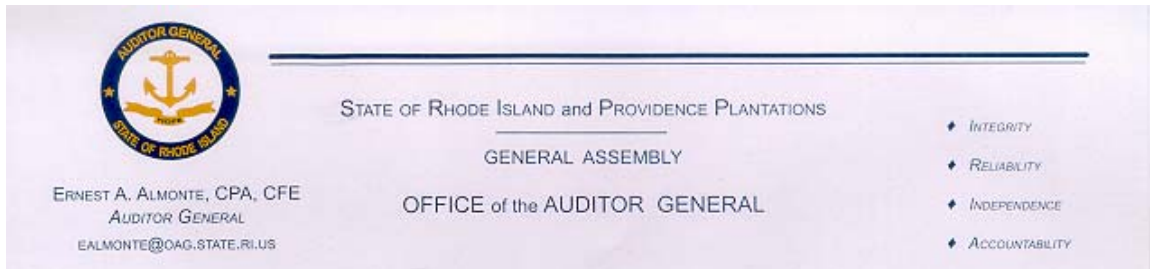 AUDITOR GENERAL
HOPE
STATE OF RHODE ISLAND
ERNEST A. ALMONTE, CPA, CFE
AUDITOR GENERAL
EALMONTE@OAG.STATE.RI.US
STATE OF RHODE ISLAND and PROVIDENCE PLANTATIONS
GENERAL ASSEMBLY
OFFICE of the AUDITOR GENERAL
♦ INTEGRITY
♦ RELIABILITY
♦ INDEPENDENCE
♦ ACCOUNTABILITY